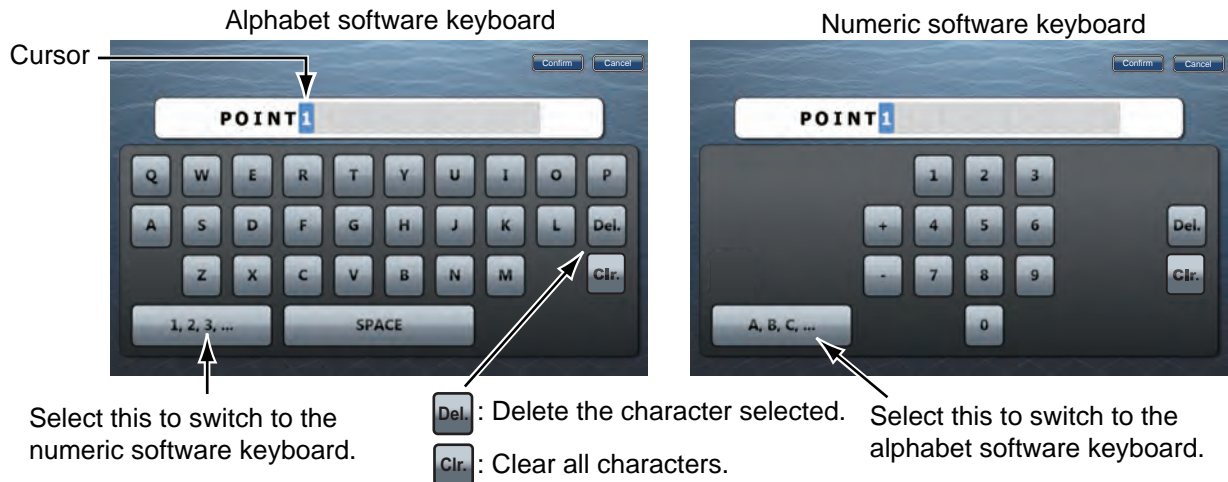 Alphabet software keyboard
Numeric software keyboard
Cursor
Confirm Cancel
POINT1
Q W E R T Y U I O P
A S D F G H J K L Del.
Z X C V B N M Clr.
1, 2, 3, ... SPACE
Confirm Cancel
POINT1
1 2 3
+ 4 5 6 Del.
- 7 8 9 Clr.
A, B, C, ... 0
Select this to switch to the
numeric software keyboard.
Del. : Delete the character selected.
Clr. : Clear all characters.
Select this to switch to the
alphabet software keyboard.